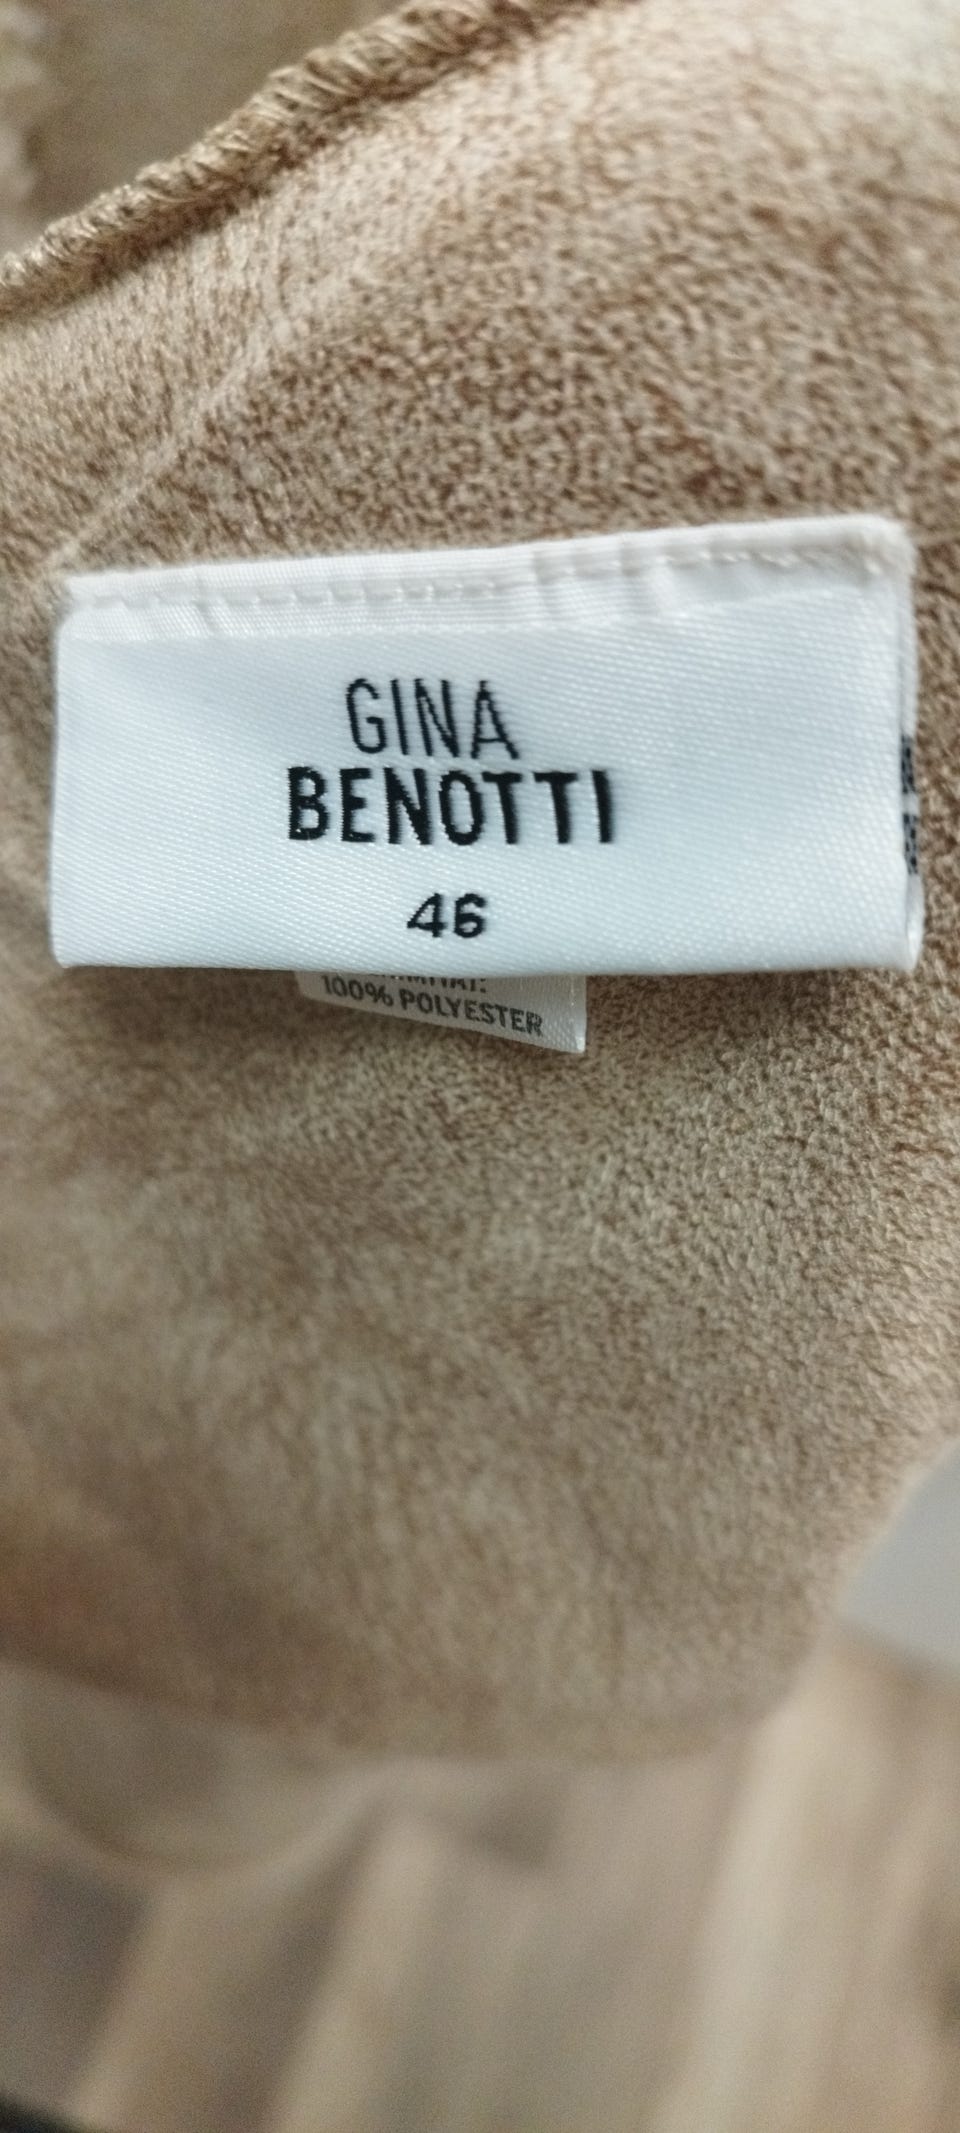 GINA
BENOTTI
46
100% POLYESTER